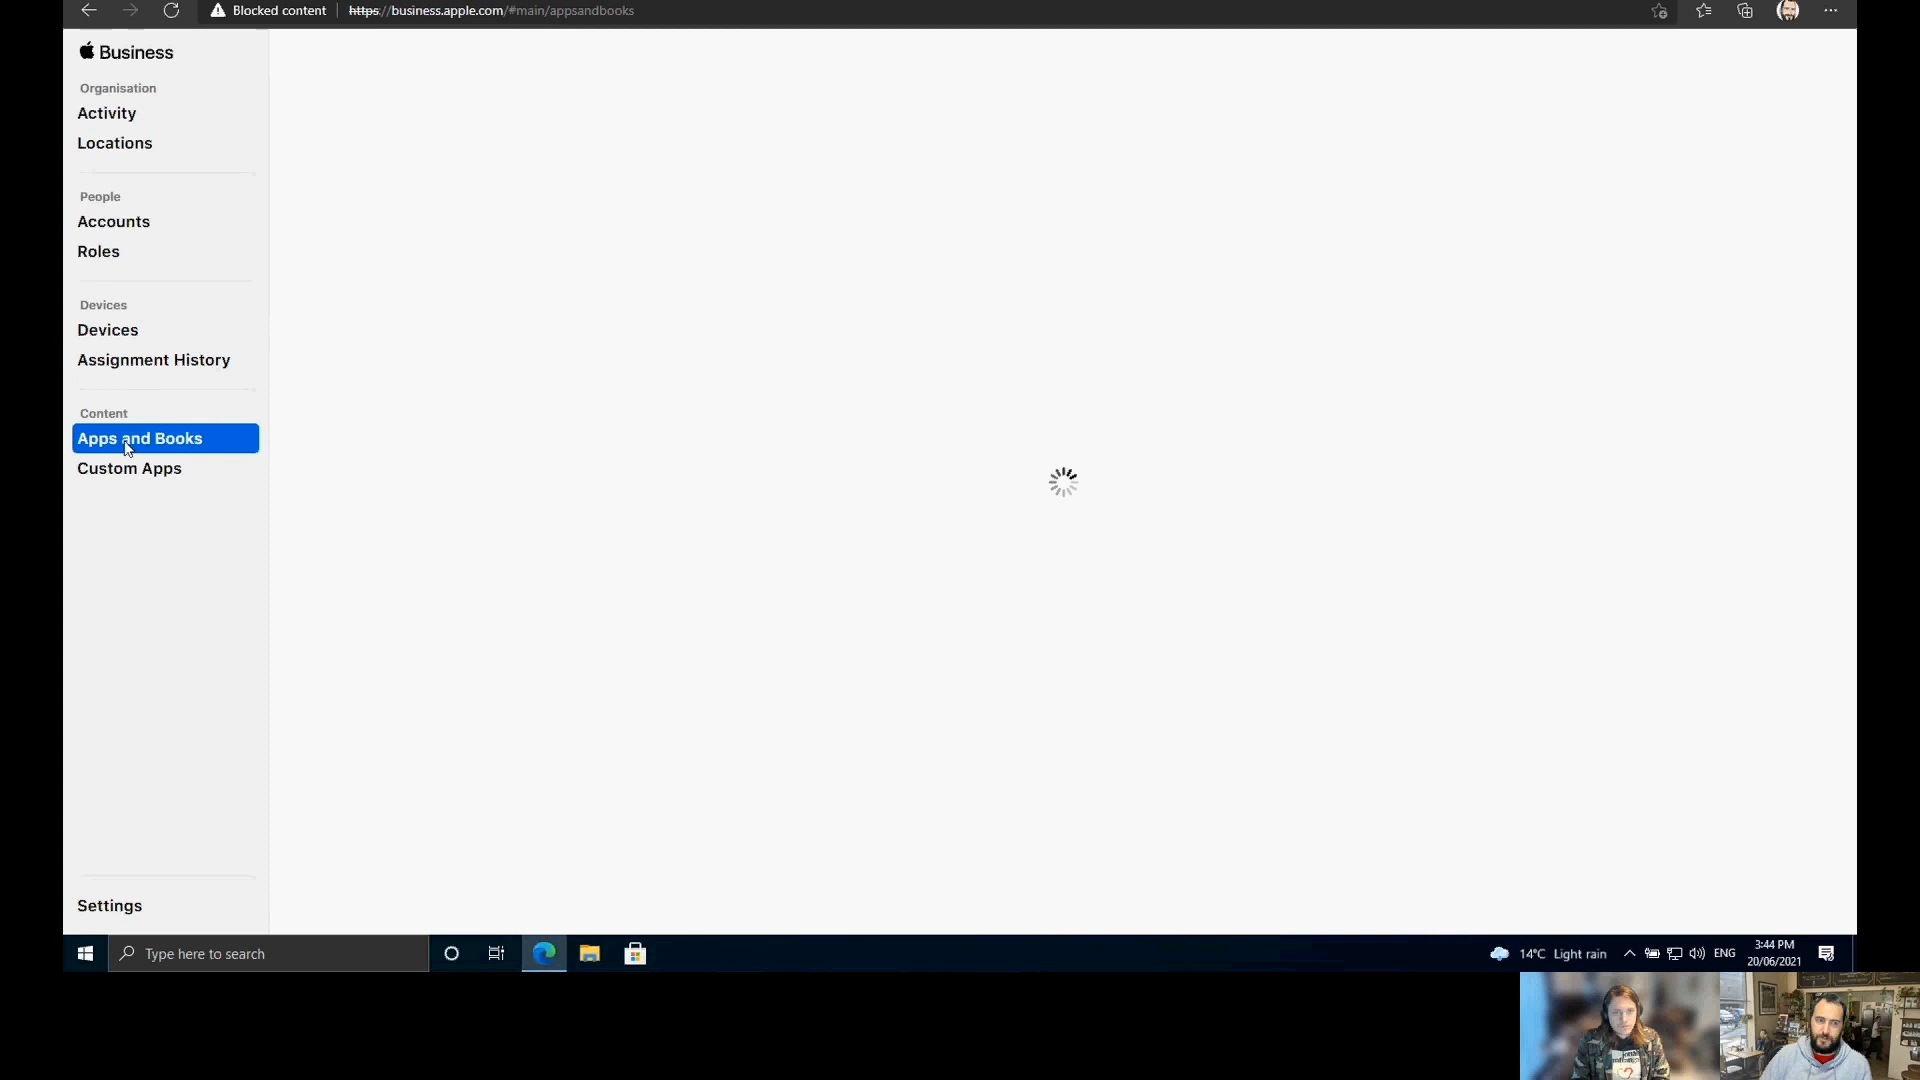 Blocked content
https://business.apple.com/#main/appsandbooks
Business
Organisation
Activity
Locations
People
Accounts
Roles
Devices
Devices
Assignment History
Content
Apps and Books
Custom Apps
Settings
Type here to search
14°C Light rain
ENG
3:44 PM
20/06/2021